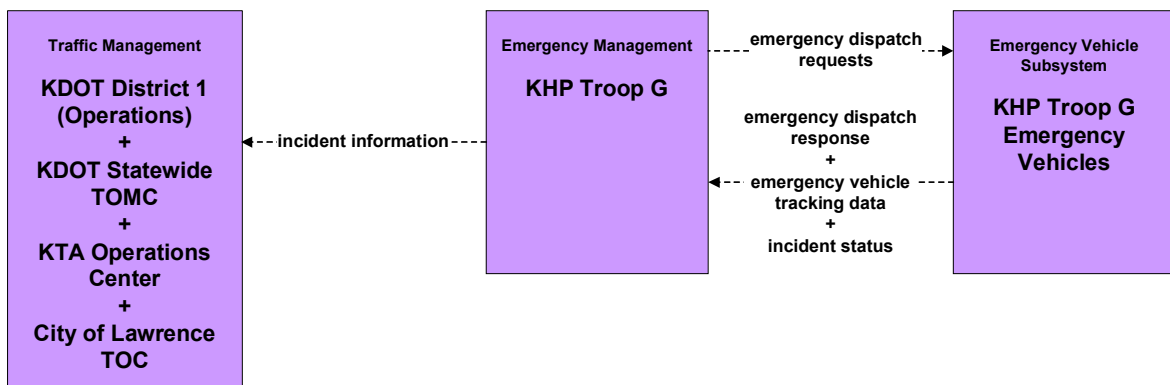 Traffic Management
KDOT District 1
(Operations)
+
KDOT Statewide
TOMC
+
KTA Operations
Center
+
City of Lawrence
TOC
incident information
Emergency Management
KHP Troop G
emergency dispatch
requests
emergency dispatch
response
+
emergency vehicle
tracking data
+
incident status
Emergency Vehicle
Subsystem
KHP Troop G
Emergency
Vehicles